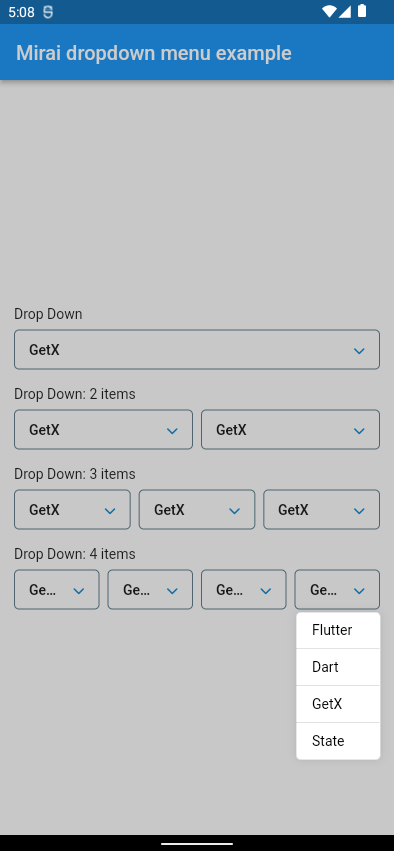 5:08
Mirai dropdown menu example
Drop Down
GetX
Drop Down: 2 items
GetX GetX
Drop Down: 3 items
GetX GetX GetX
Drop Down: 4 items
Ge... Ge... Ge... Ge...
Flutter
Dart
GetX
State